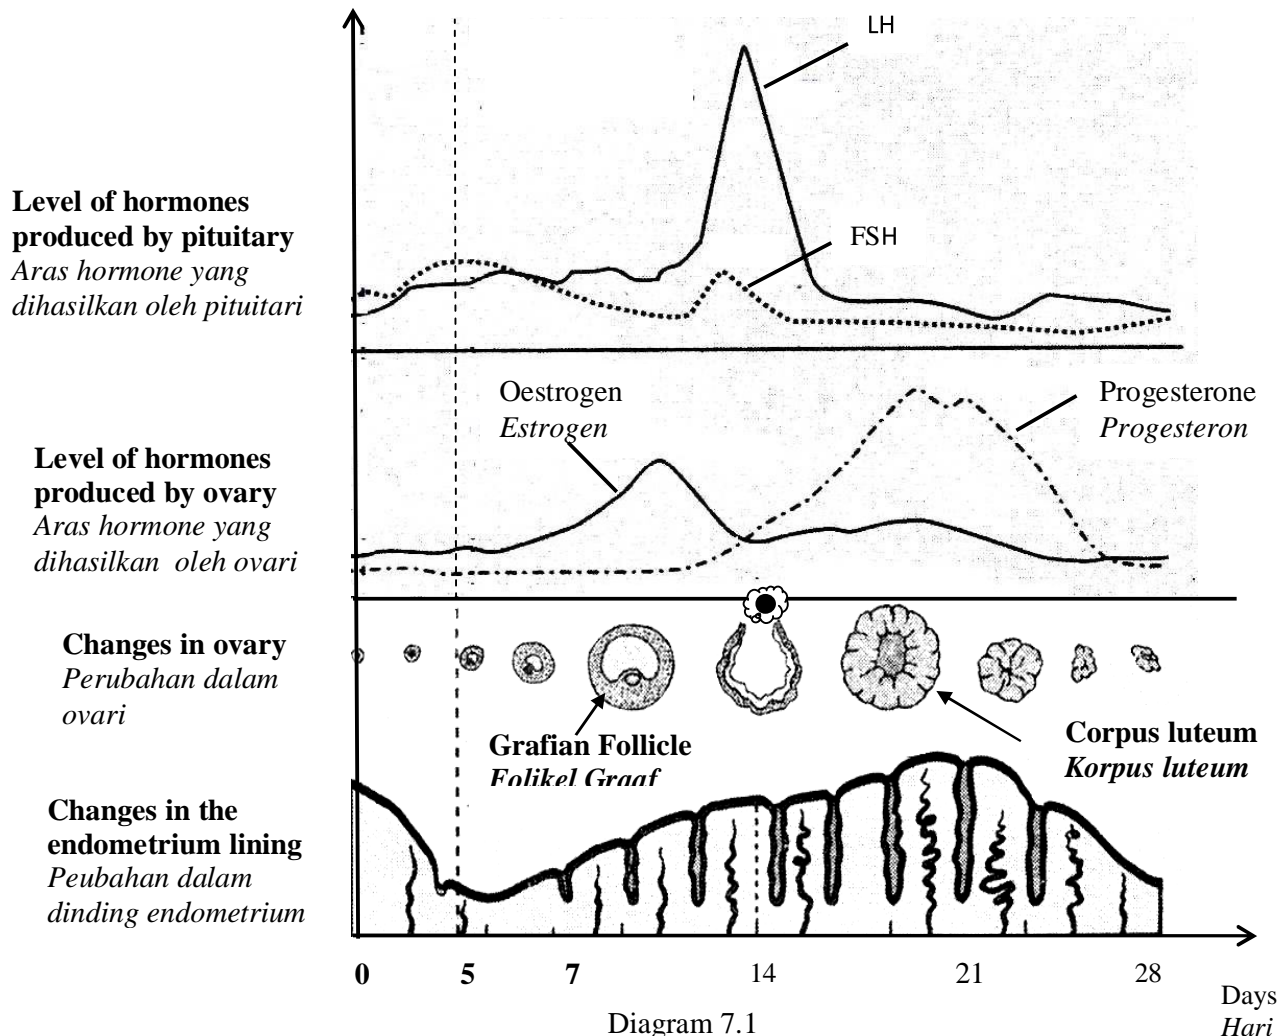 LH
Level of hormones
produced by pituitary
Aras hormone yang
dihasilkan oleh pituitari
FSH
Oestrogen
Estrogen
Progesterone
Progesteron
Level of hormones
produced by ovary
Aras hormone yang
dihasilkan oleh ovari
Changes in ovary
Perubahan dalam
ovari
Grafian Follicle
Folikel Graaf
Corpus luteum
Korpus luteum
Changes in the
endometrium lining
Peubahan dalam
dinding endometrium
0 5 7 14 21 28
Days
Hari
Diagram 7.1